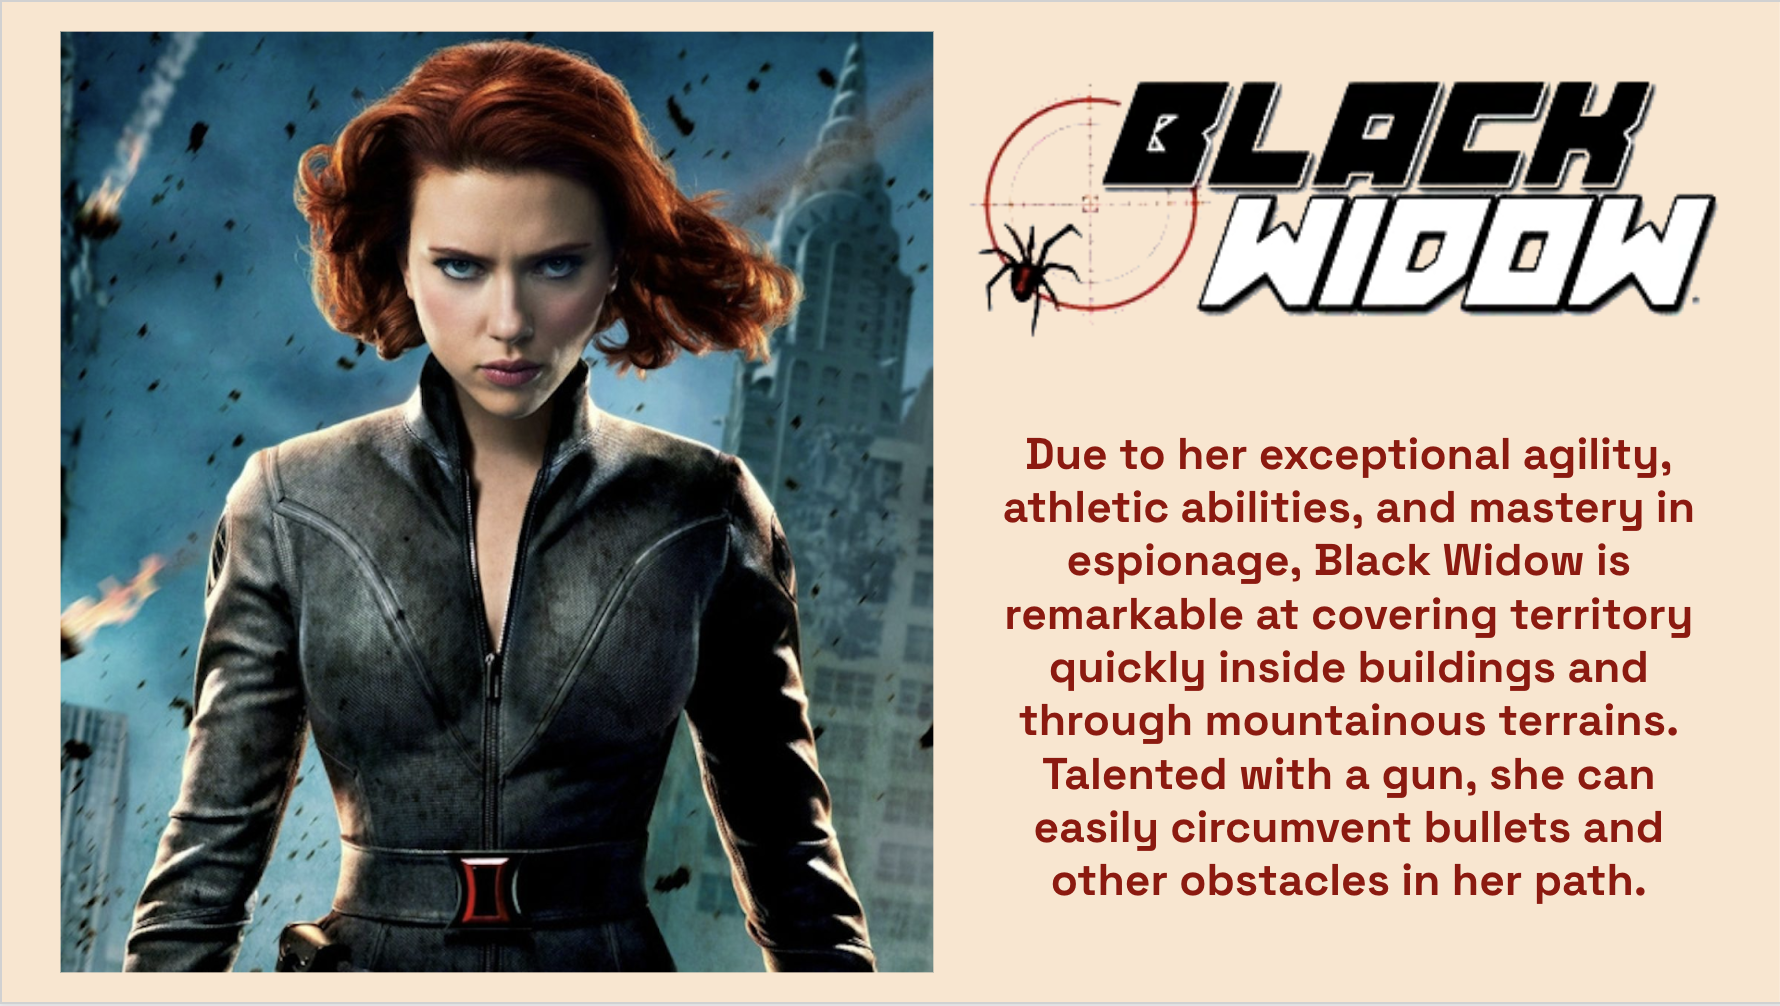 BLACK
WIDOW
Due to her exceptional agility,
athletic abilities, and mastery in
espionage, Black Widow is
remarkable at covering territory
quickly inside buildings and
through mountainous terrains.
Talented with a gun, she can
easily circumvent bullets and
other obstacles in her path.